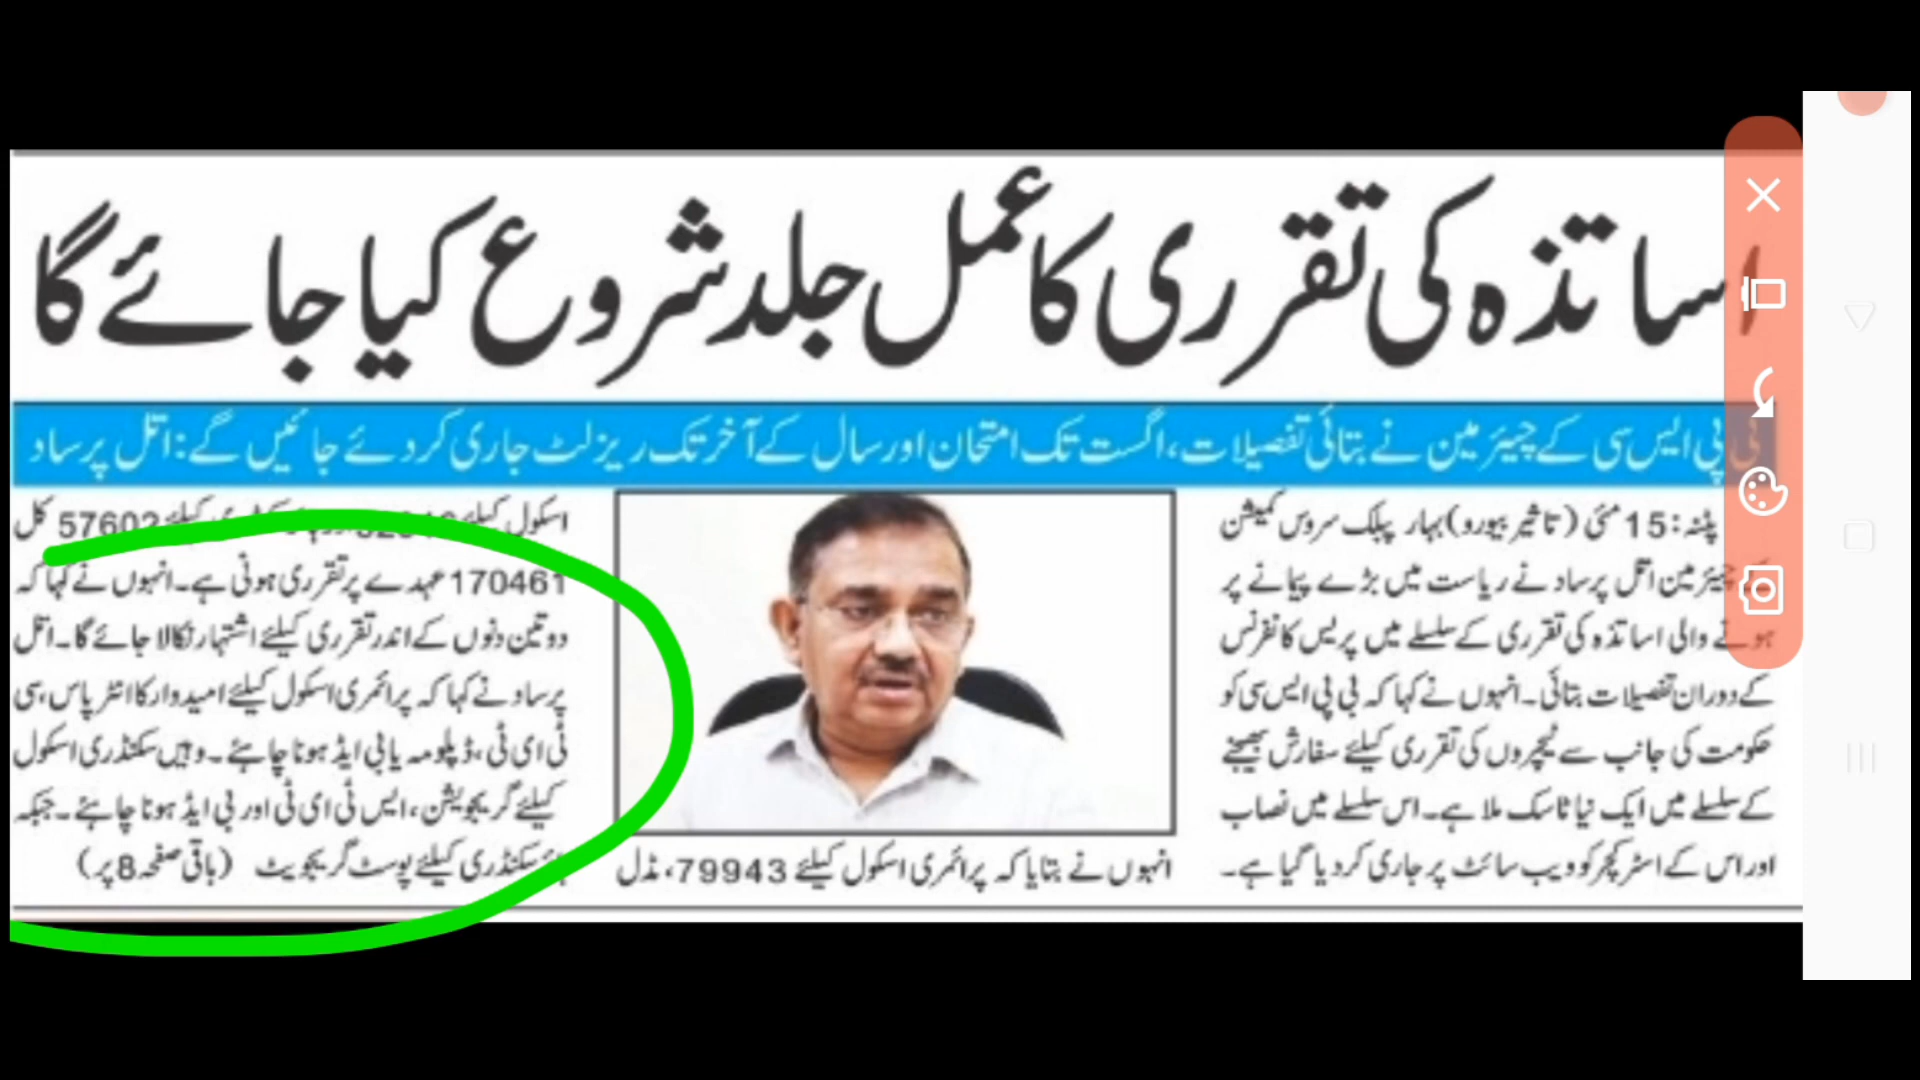 اساتذہ کی تقرری کا عمل جلد شروع کیا جائے گا
بی پی ایس سی کے چیئرمین نے بتائی تفصیلات، اگست تک امتحان اور سال کے آخر تک ریزلٹ جاری کردئے جائیں گے: اتل پرساد
پٹنہ: 15 مئی (تاثیر بیورو) بہار پبلک سروس کمیشن
کے چیئرمین اتل پرساد نے ریاست میں بڑے پیمانے پر
ہونے والی اساتذہ کی تقرری کے سلسلے میں پریس کانفرنس
کے دوران تفصیلات بتائی۔ انہوں نے کہا کہ بی پی ایس سی کو
حکومت کی جانب سے ٹیچروں کی تقرری کیلئے سفارش بھیجنے
کے سلسلے میں ایک نیا ٹاسک ملا ہے۔ اس سلسلے میں نصاب
اور اس کے اسٹرکچر کو ویب سائٹ پر جاری کردیا گیا ہے۔
انہوں نے بتایا کہ پرائمری اسکول کیلئے 79943، مڈل
اسکول کیلئے کیلئے 57602 کل
170461 عہدے پر تقرری ہونی ہے۔ انہوں نے کہا کہ
دو تین دنوں کے اندر تقرری کیلئے اشتہار نکالا جائے گا۔ اتل
پرساد نے کہا کہ پرائمری اسکول کیلئے امیدوار کا انٹر پاس، سی
ٹی ای ٹی، ڈپلومہ یا بی ایڈ ہونا چاہئے۔ وہیں سکنڈری اسکول
کیلئے گریجویشن، ایس ٹی ای ٹی اور بی ایڈ ہونا چاہئے۔ جبکہ
ہائر سکنڈری کیلئے پوسٹ گریجویٹ (باقی صفحہ 8 پر)